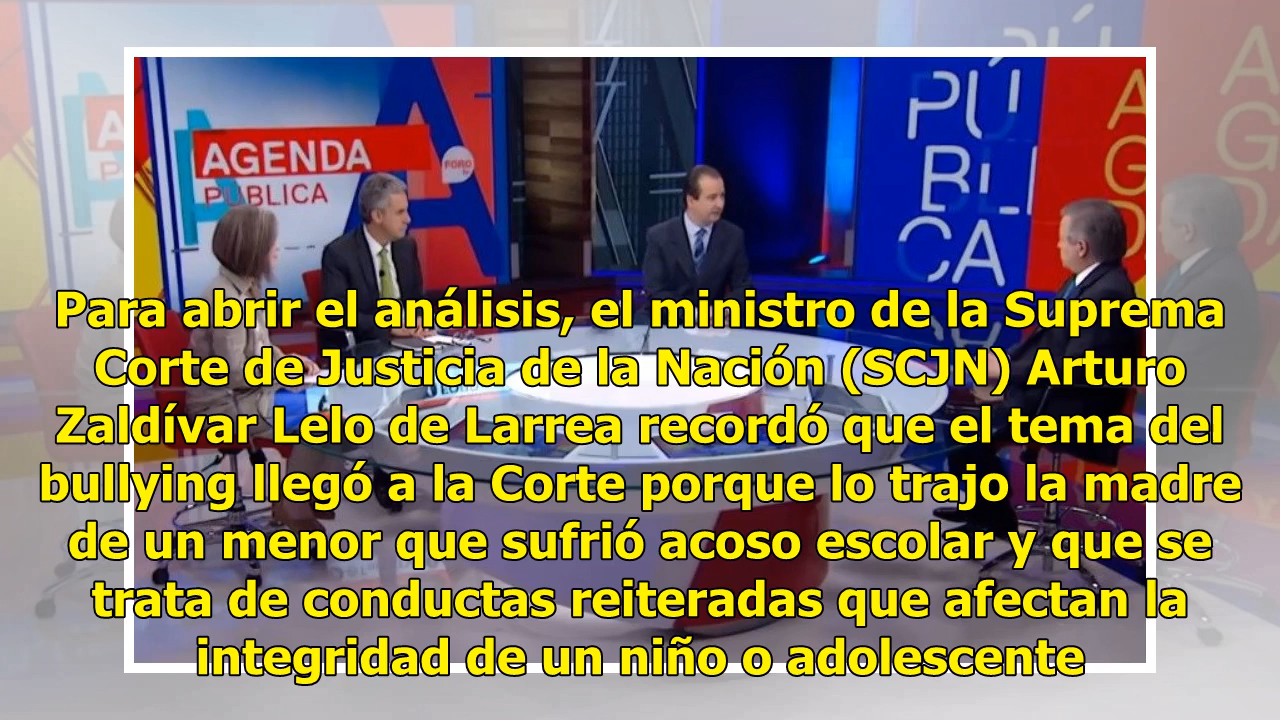 AGENDA
PÚBLICA
FORO
PÚ
BLI
CA
A
G
Para abrir el análisis, el ministro de la Suprema
Corte de Justicia de la Nación (SCJN) Arturo
Zaldívar Lelo de Larrea recordó que el tema del
bullying llegó a la Corte porque lo trajo la madre
de un menor que sufrió acoso escolar y que se
trata de conductas reiteradas que afectan la
integridad de un niño o adolescente